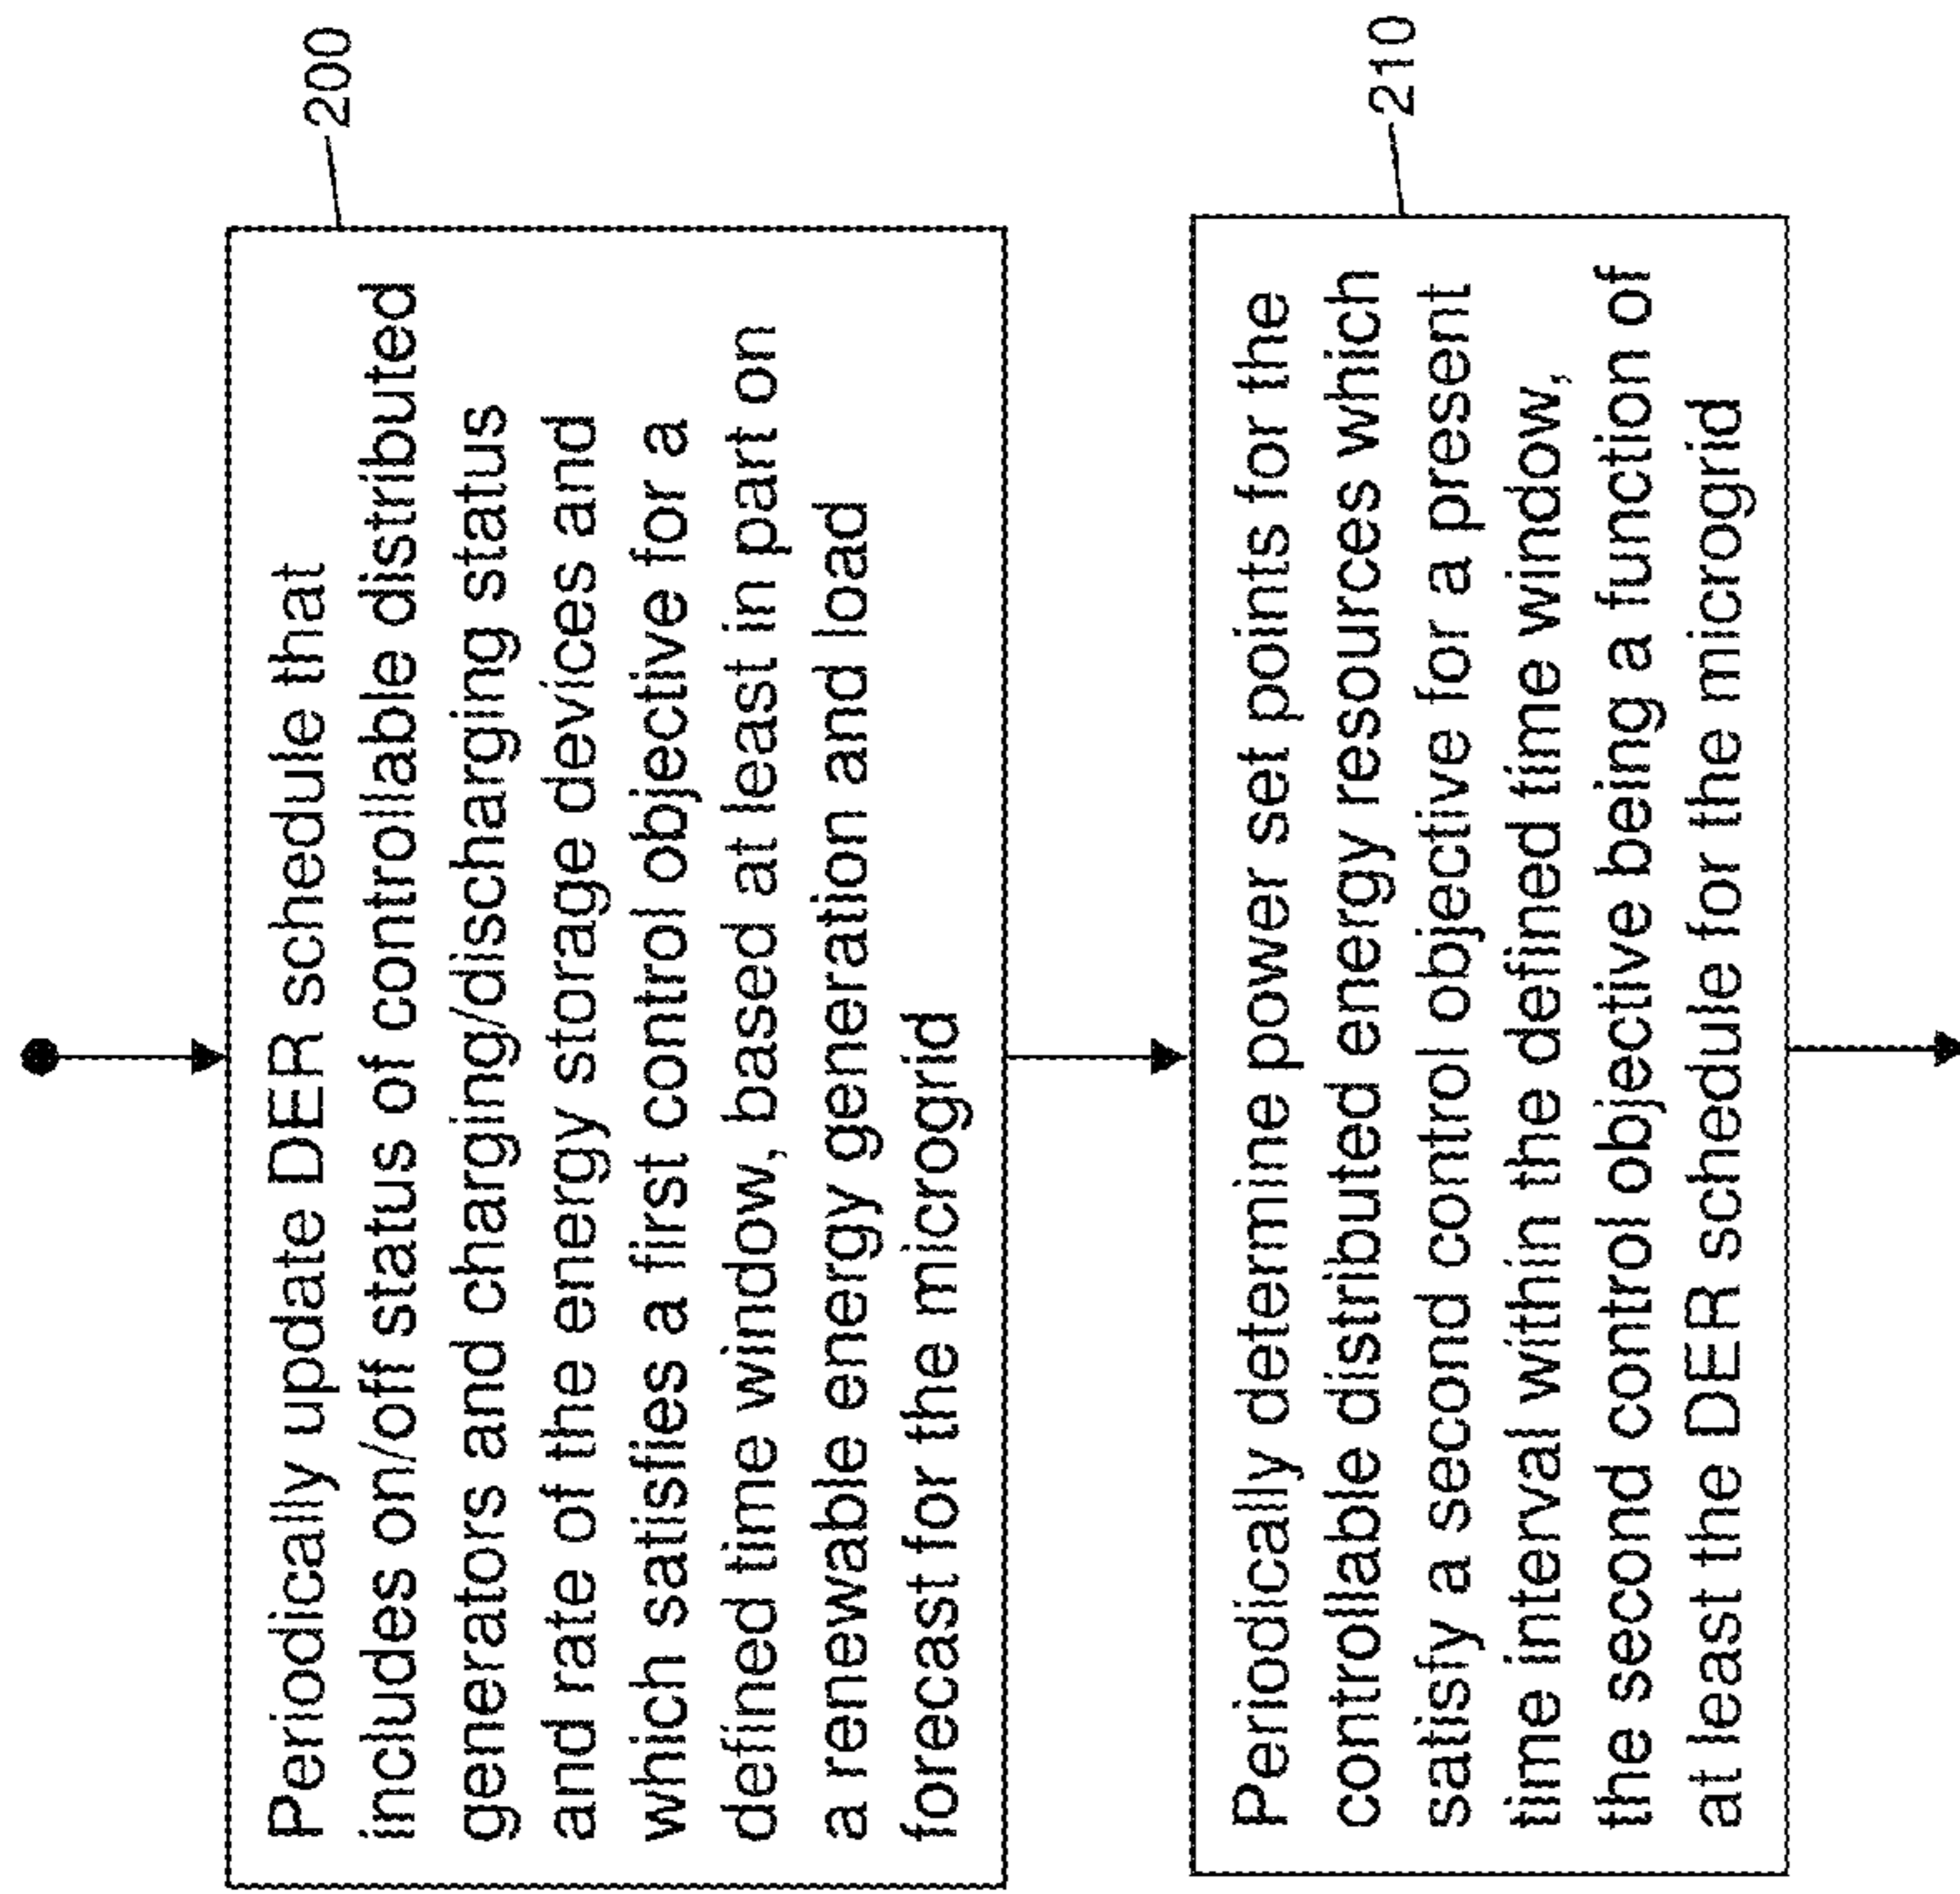 200
Periodically update DER schedule that
includes on/off status of controllable distributed
generators and charging/discharging status
and rate of the energy storage devices and
which satisfies a first control objective for a
defined time window, based at least in part on
a renewable energy generation and load
forecast for the microgrid
210
Periodically determine power set points for the
controllable distributed energy resources which
satisfy a second control objective for a present
time interval within the defined time window,
the second control objective being a function of
at least the DER schedule for the microgrid